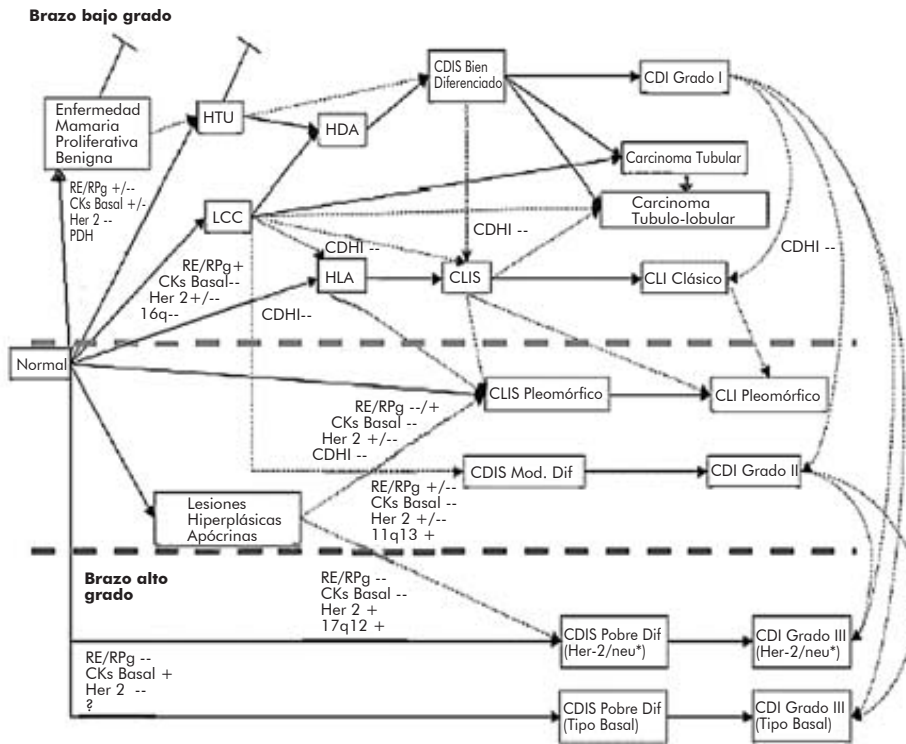 Brazo bajo grado
Enfermedad
Mamaria
Proliferativa
Benigna
HTU
HDA
CDIS Bien
Diferenciado
CDI Grado I
RE/RPg +/--
CKs Basal +/-
Her 2 --
PDH
LCC
Carcinoma Tubular
Carcinoma
Tubulo-lobular
CDHI --
CDHI --
CDHI --
RE/RPg+
CKs Basal--
Her 2+/--
16q--
HLA
CLIS
CLI Clásico
CDHI--
Normal
CLIS Pleomórfico
CLI Pleomórfico
RE/RPg --/+
CKs Basal --
Her 2 +/--
CDHI --
CDIS Mod. Dif
CDI Grado II
Lesiones
Hiperplásicas
Apócrinas
RE/RPg +/--
CKs Basal --
Her 2 +/--
11q13 +
Brazo alto
grado
RE/RPg --
CKs Basal --
Her 2 +
17q12 +
CDIS Pobre Dif
(Her-2/neu*)
CDI Grado III
(Her-2/neu*)
RE/RPg --
CKs Basal +
Her 2 --
?
CDIS Pobre Dif
(Tipo Basal)
CDI Grado III
(Tipo Basal)